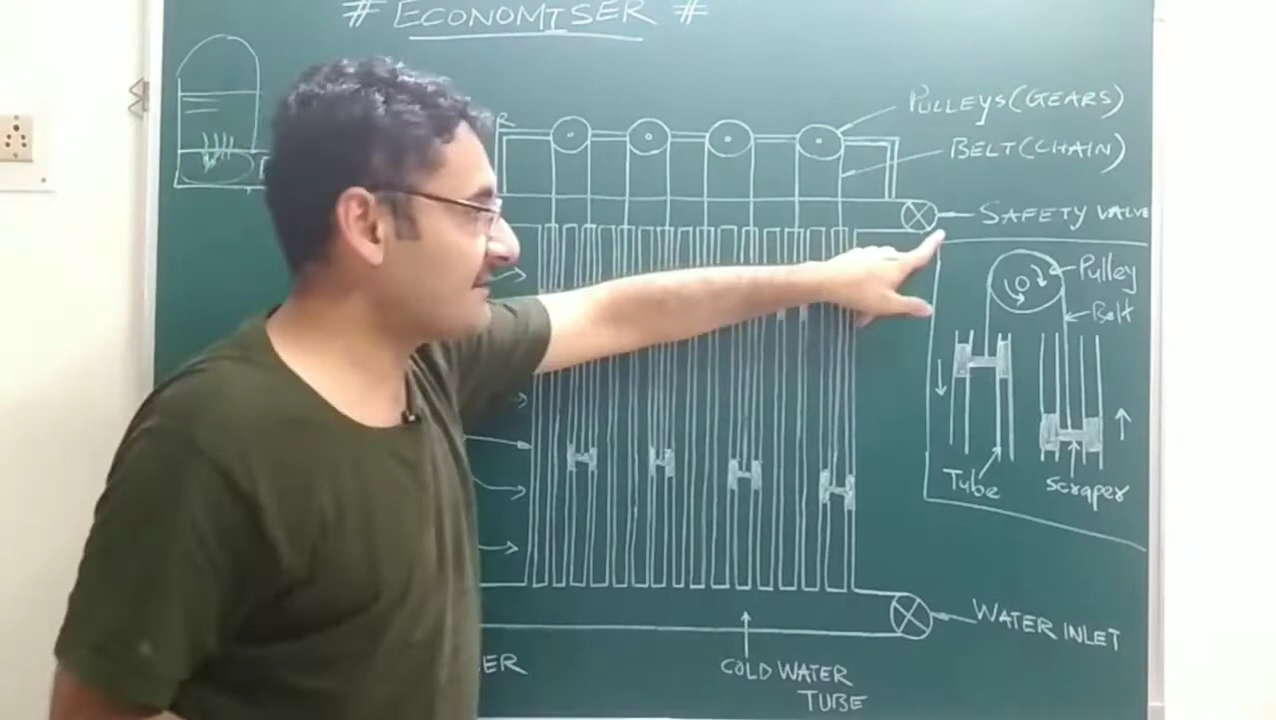 # ECONOMISER #
PULLEYS(GEARS)
BELT(CHAIN)
SAFETY VALVE
Pulley
Belt
Tube
scraper
WATER INLET
COLD WATER
TUBE